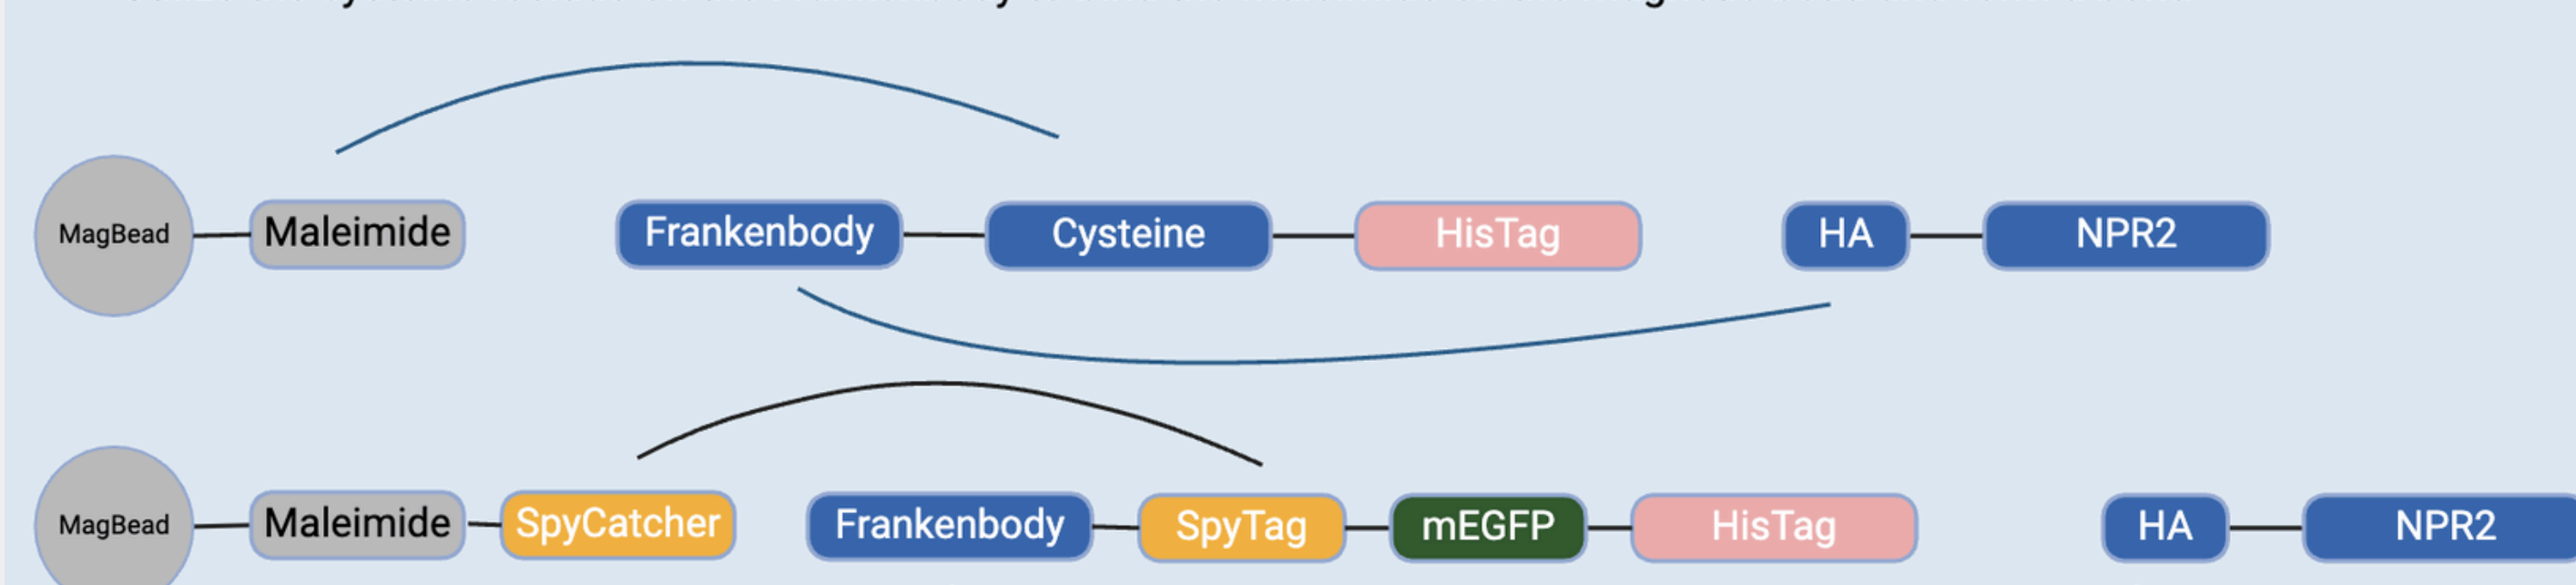 MagBead Maleimide Frankenbody Cysteine HisTag HA NPR2
MagBead Maleimide SpyCatcher Frankenbody SpyTag mEGFP HisTag HA NPR2